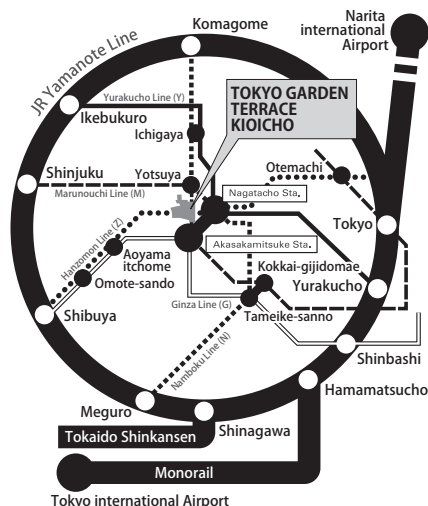 Komagome
Narita
international
Airport
JR Yamanote Line
Yurakucho Line (Y)
Ikebukuro
Ichigaya
TOKYO GARDEN
TERRACE
KIOICHO
Shinjuku
Yotsuya
Marunouchi Line (M)
Otemachi
Nagatacho Sta.
Tokyo
Hanzomon Line (Z)
Akasakamitsuke Sta.
Aoyama
itchome
Omote-sando
Kokkai-gijidomae
Yurakucho
Ginza Line (G)
Tameike-sanno
Shibuya
Namboku Line (N)
Shinbashi
Hamamatsucho
Meguro
Shinagawa
Tokaido Shinkansen
Monorail
Tokyo international Airport